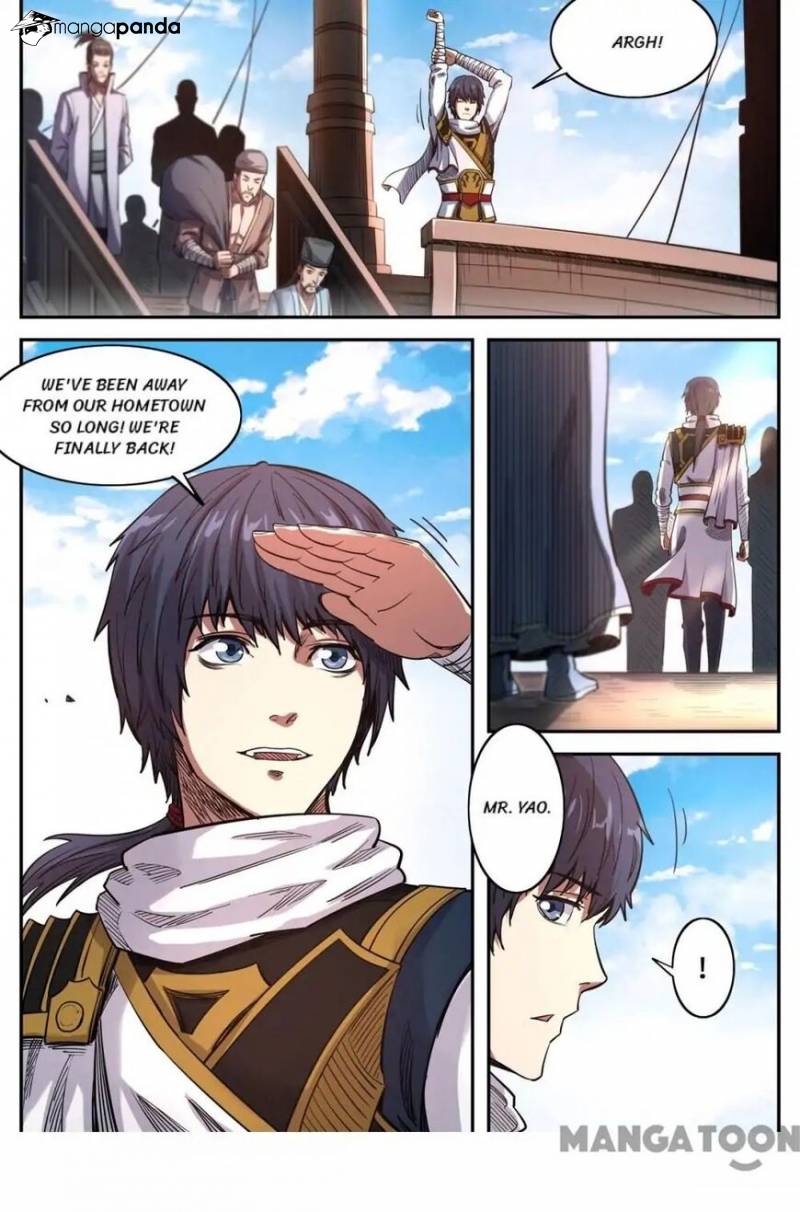 mangapanda
ARGH!
WE'VE BEEN AWAY
FROM OUR HOMETOWN
SO LONG! WE'RE
FINALLY BACK!
MR. YAO.
!
MANGATOON